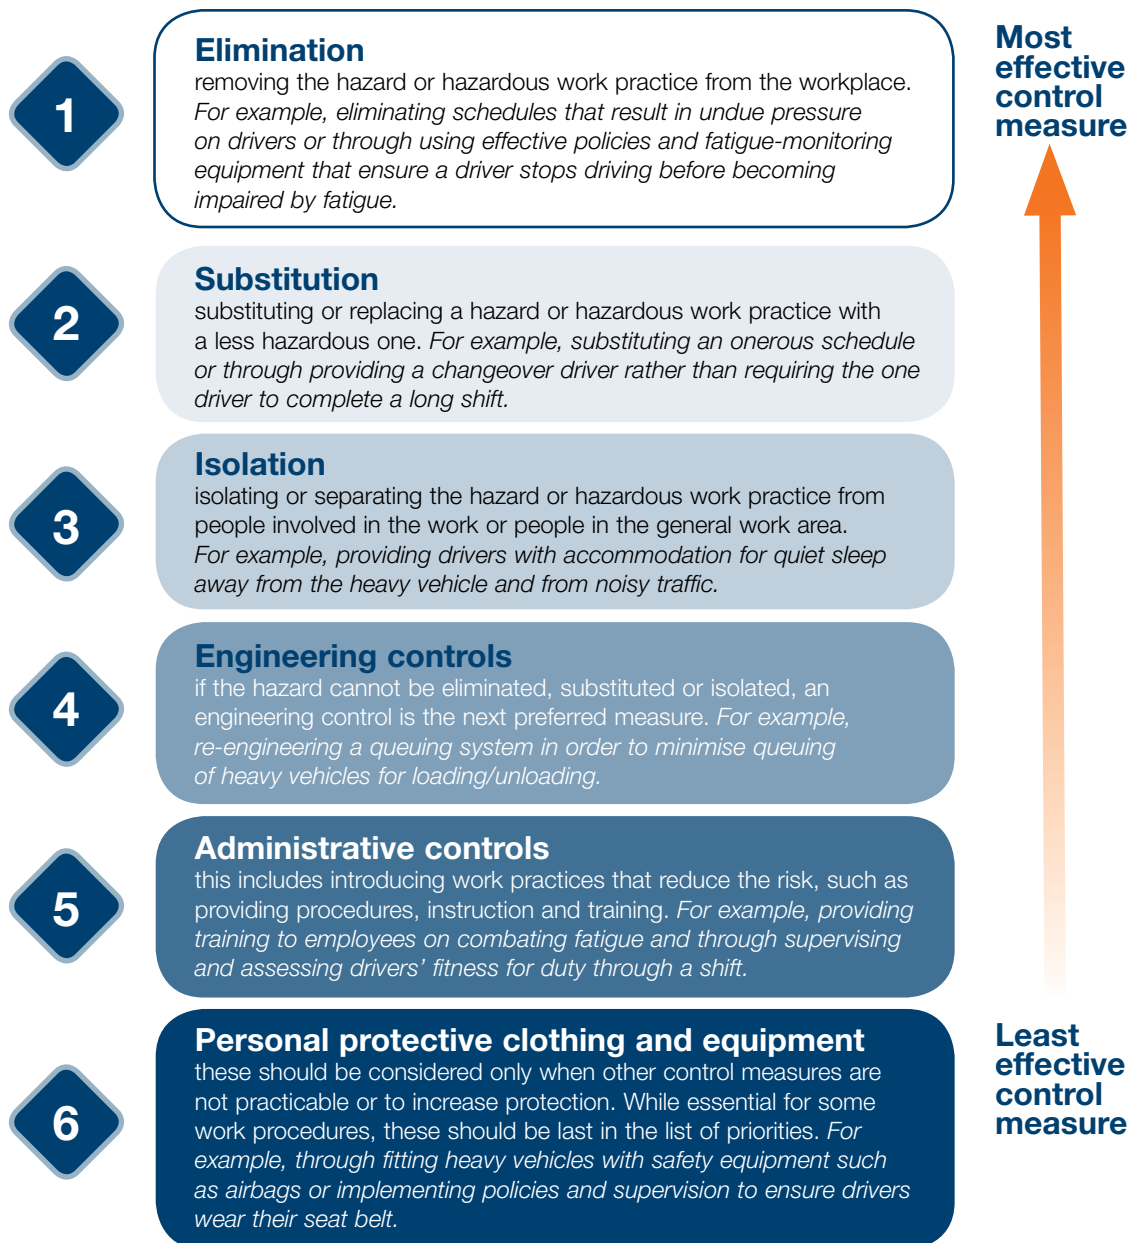 1
Elimination
removing the hazard or hazardous work practice from the workplace.
For example, eliminating schedules that result in undue pressure
on drivers or through using effective policies and fatigue-monitoring
equipment that ensure a driver stops driving before becoming
impaired by fatigue.
Most
effective
control
measure
2
Substitution
substituting or replacing a hazard or hazardous work practice with
a less hazardous one. For example, substituting an onerous schedule
or through providing a changeover driver rather than requiring the one
driver to complete a long shift.
3
Isolation
isolating or separating the hazard or hazardous work practice from
people involved in the work or people in the general work area.
For example, providing drivers with accommodation for quiet sleep
away from the heavy vehicle and from noisy traffic.
4
Engineering controls
if the hazard cannot be eliminated, substituted or isolated, an
engineering control is the next preferred measure. For example,
re-engineering a queuing system in order to minimise queuing
of heavy vehicles for loading/unloading.
5
Administrative controls
this includes introducing work practices that reduce the risk, such as
providing procedures, instruction and training. For example, providing
training to employees on combating fatigue and through supervising
and assessing drivers’ fitness for duty through a shift.
6
Personal protective clothing and equipment
these should be considered only when other control measures are
not practicable or to increase protection. While essential for some
work procedures, these should be last in the list of priorities. For
example, through fitting heavy vehicles with safety equipment such
as airbags or implementing policies and supervision to ensure drivers
wear their seat belt.
Least
effective
control
measure